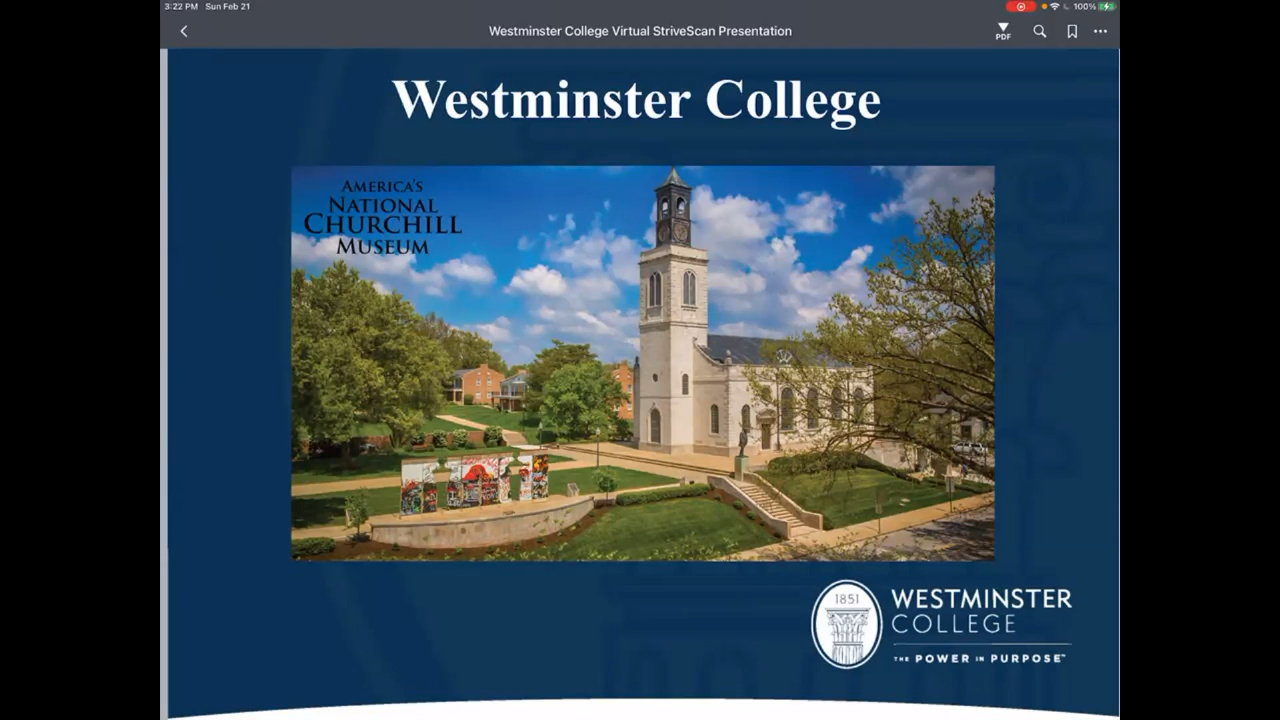 3:22 PM Sun Feb 21
100%
Westminster College Virtual StriveScan Presentation
PDF
Westminster College
AMERICA'S
NATIONAL
CHURCHILL
MUSEUM
1851
WESTMINSTER
COLLEGE
THE POWER IN PURPOSE™